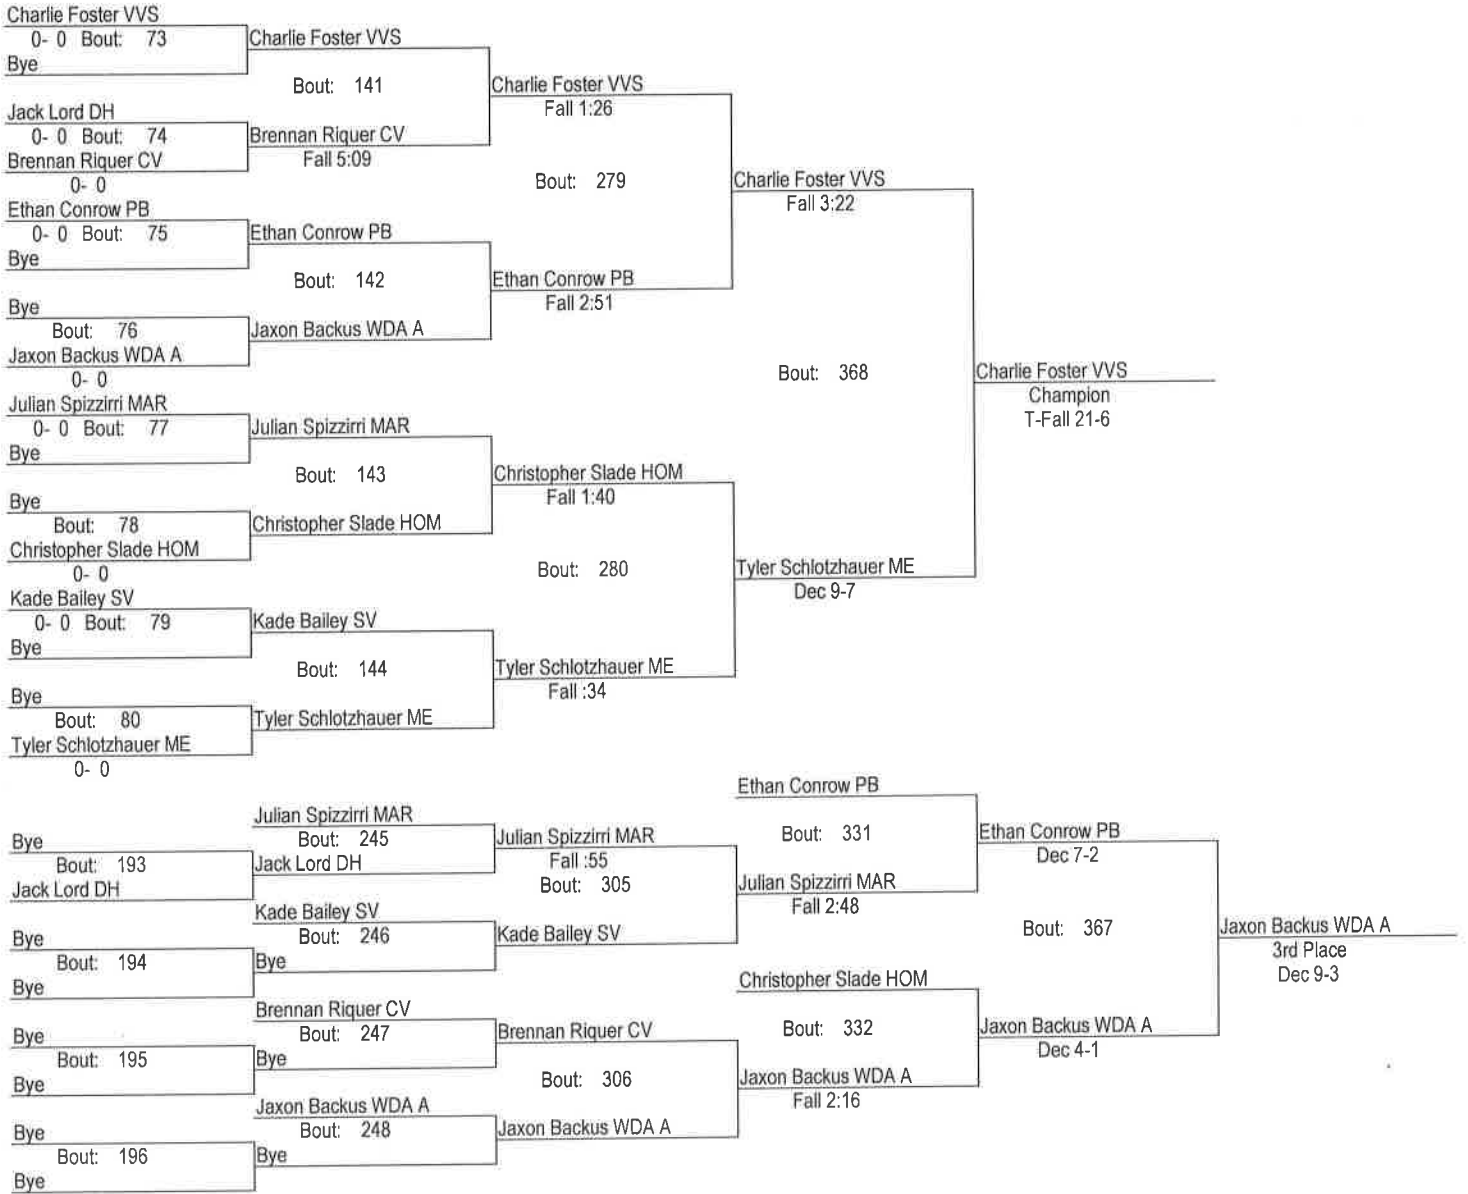 Charlie Foster VVS
0- 0 Bout: 73
Bye
Charlie Foster VVS
Bout: 141
Jack Lord DH
0- 0 Bout: 74
Brennan Riquer CV
0- 0
Brennan Riquer CV
Fall 5:09
Charlie Foster VVS
Fall 1:26
Bout: 279
Ethan Conrow PB
0- 0 Bout: 75
Bye
Ethan Conrow PB
Bout: 142
Bye
Bout: 76
Jaxon Backus WDA A
0- 0
Jaxon Backus WDA A
Ethan Conrow PB
Fall 2:51
Charlie Foster VVS
Fall 3:22
Bout: 368
Julian Spizzirri MAR
0- 0 Bout: 77
Bye
Julian Spizzirri MAR
Bout: 143
Bye
Bout: 78
Christopher Slade HOM
0- 0
Christopher Slade HOM
Christopher Slade HOM
Fall 1:40
Bout: 280
Kade Bailey SV
0- 0 Bout: 79
Bye
Kade Bailey SV
Bout: 144
Bye
Bout: 80
Tyler Schlotzhauer ME
0- 0
Tyler Schlotzhauer ME
Tyler Schlotzhauer ME
Fall :34
Tyler Schlotzhauer ME
Dec 9-7
Charlie Foster VVS
Champion
T-Fall 21-6
Bye
Bout: 193
Jack Lord DH
Julian Spizzirri MAR
Bout: 245
Jack Lord DH
Julian Spizzirri MAR
Fall :55
Bout: 305
Bye
Bout: 194
Bye
Kade Bailey SV
Bout: 246
Bye
Kade Bailey SV
Ethan Conrow PB
Bout: 331
Julian Spizzirri MAR
Fall 2:48
Ethan Conrow PB
Dec 7-2
Bout: 367
Bye
Bout: 195
Bye
Brennan Riquer CV
Bout: 247
Bye
Brennan Riquer CV
Bout: 306
Bye
Bout: 196
Bye
Jaxon Backus WDA A
Bout: 248
Bye
Jaxon Backus WDA A
Christopher Slade HOM
Bout: 332
Jaxon Backus WDA A
Fall 2:16
Jaxon Backus WDA A
Dec 4-1
Jaxon Backus WDA A
3rd Place
Dec 9-3